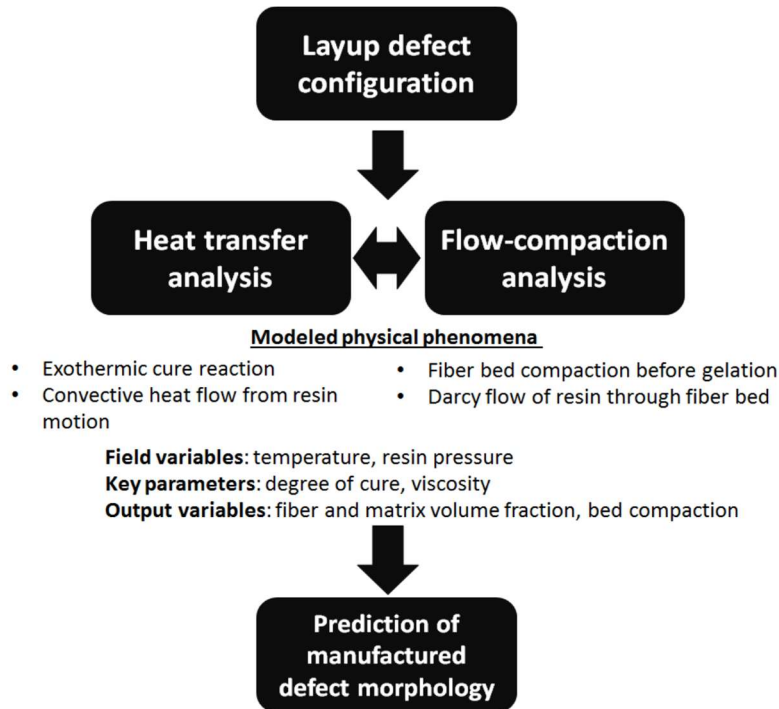 Layup defect
configuration
Heat transfer
analysis
Flow-compaction
analysis
Modeled physical phenomena
• Exothermic cure reaction
• Convective heat flow from resin
motion
• Fiber bed compaction before gelation
• Darcy flow of resin through fiber bed
Field variables: temperature, resin pressure
Key parameters: degree of cure, viscosity
Output variables: fiber and matrix volume fraction, bed compaction
Prediction of
manufactured
defect morphology